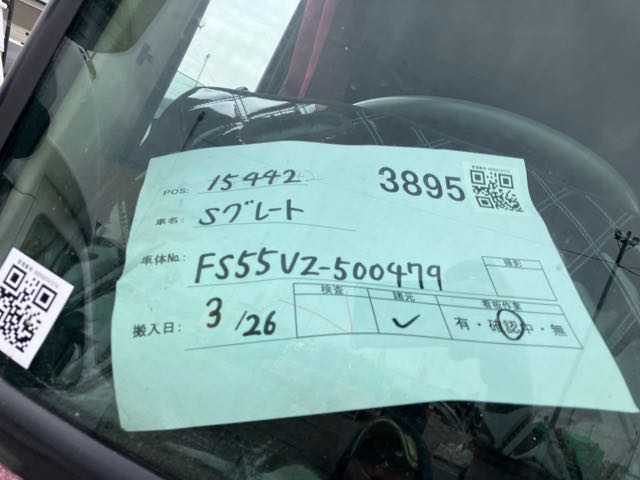 POS: 15442
3895
車名: Sグレート
車体No.: FS55VZ-500479
撮影
搬入日: 3/26
検査 諸元 看板作業
✓ 有・確認中・無